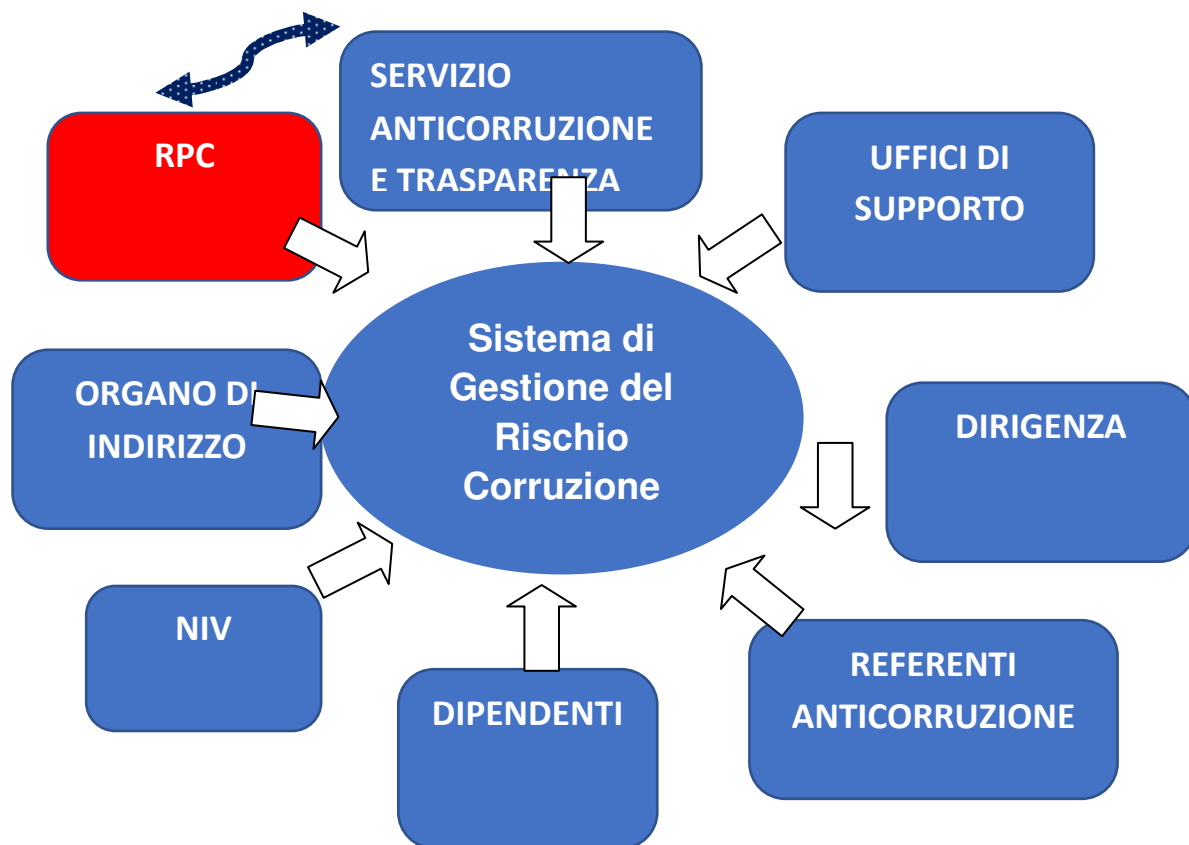 SERVIZIO
ANTICORRUZIONE
E TRASPARENZA
RPC
UFFICI DI
SUPPORTO
Sistema di
Gestione del
Rischio
Corruzione
ORGANO DI
INDIRIZZO
DIRIGENZA
NIV
DIPENDENTI
REFERENTI
ANTICORRUZIONE